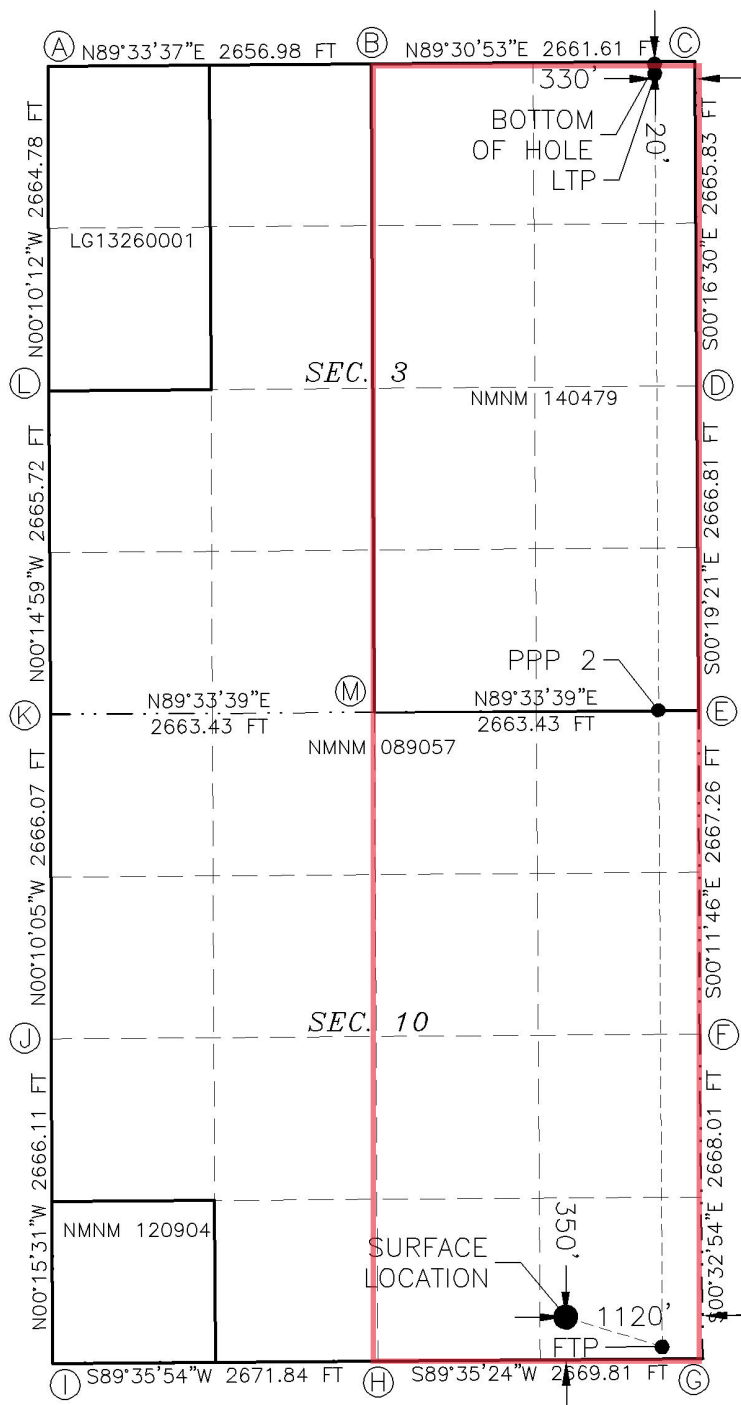 A
N89°33'37"E 2656.98 FT
B
N89°30'53"E 2661.61 FT
C
330'
BOTTOM
OF HOLE
LTP
20'
N00°10'12"W 2664.78 FT
LG13260001
S00°16'30"E 2665.83 FT
L
SEC. 3
D
NMNM 140479
N00°14'59"W 2665.72 FT
S00°19'21"E 2666.81 FT
PPP 2
K
N89°33'39"E
2663.43 FT
M
N89°33'39"E
2663.43 FT
E
NMNM 089057
N00°10'05"W 2666.07 FT
S00°11'46"E 2667.26 FT
J
SEC. 10
F
N00°15'31"W 2666.11 FT
S00°32'54"E 2668.01 FT
NMNM 120904
350'
SURFACE
LOCATION
1120'
FTP
I
S89°35'54"W 2671.84 FT
H
S89°35'24"W 2669.81 FT
G